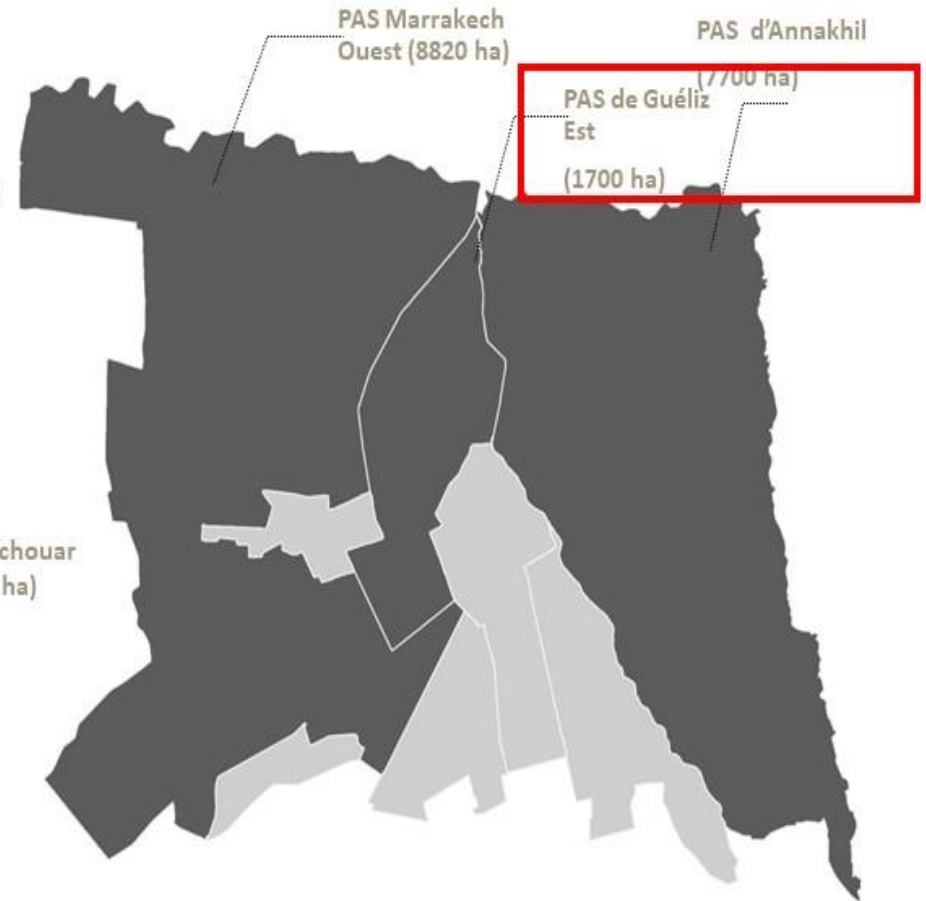 PAS Marrakech
Ouest (8820 ha)
PAS d’Annakhil
(7700 ha)
PAS de Guéliz
Est
(1700 ha)
chouar
ha)